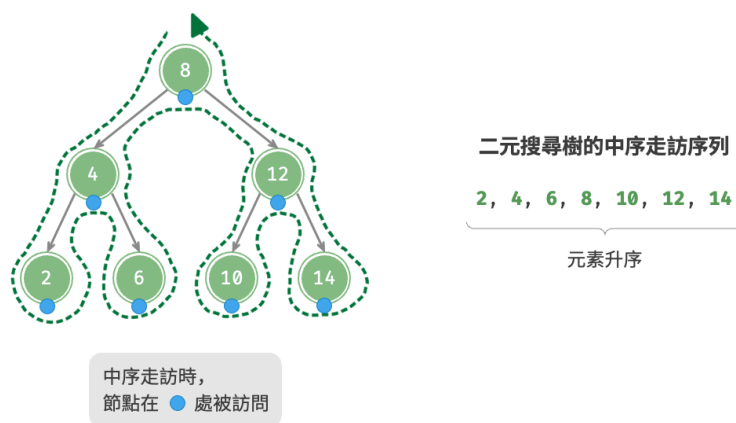 8
二元搜尋樹的中序走訪序列
4
12
2, 4, 6, 8, 10, 12, 14
2
6
10
14
元素升序
中序走訪時，
節點在 處被訪問